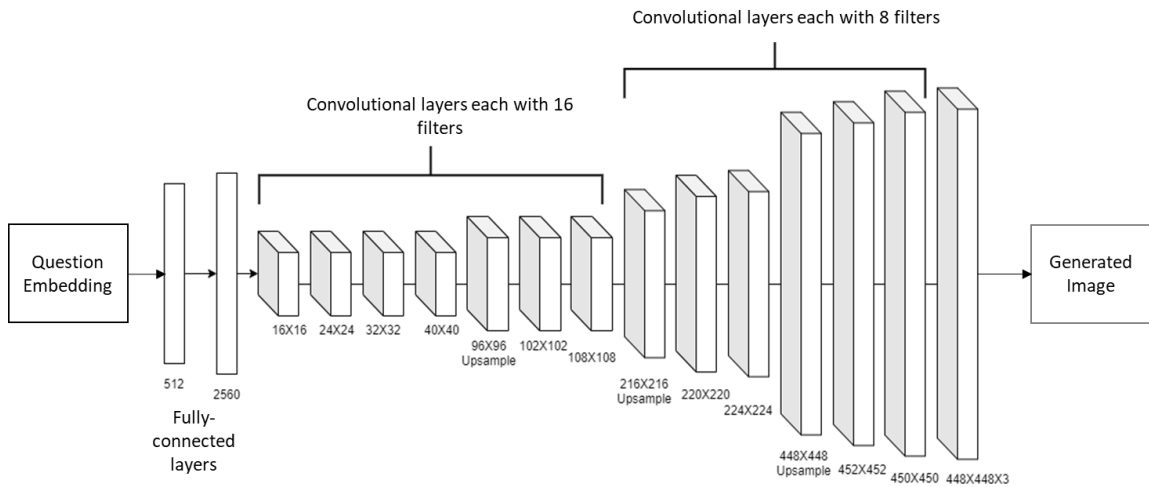 Convolutional layers each with 8 filters
Convolutional layers each with 16
filters
Question
Embedding
512
2560
Fully-
connected
layers
16X16
24X24
32X32
40X40
96X96
Upsample
102X102
108X108
216X216
Upsample
220X220
224X224
448X448
Upsample
452X452
450X450
448X448X3
Generated
Image